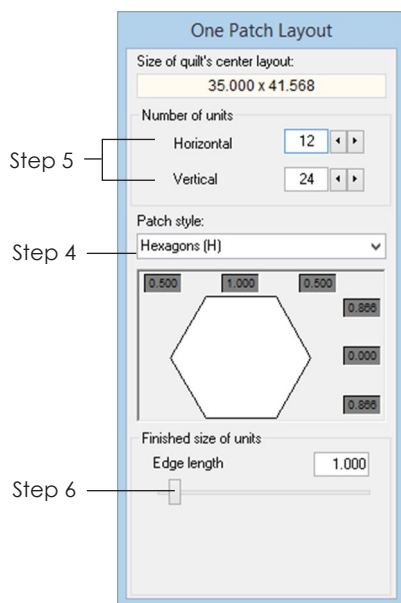 One Patch Layout
Size of quilt's center layout:
35.000 x 41.568
Number of units
Step 5
Horizontal 12
Vertical 24
Patch style:
Step 4
Hexagons (H)
0.500 1.000 0.500
0.866
0.000
0.866
Finished size of units
Edge length 1.000
Step 6